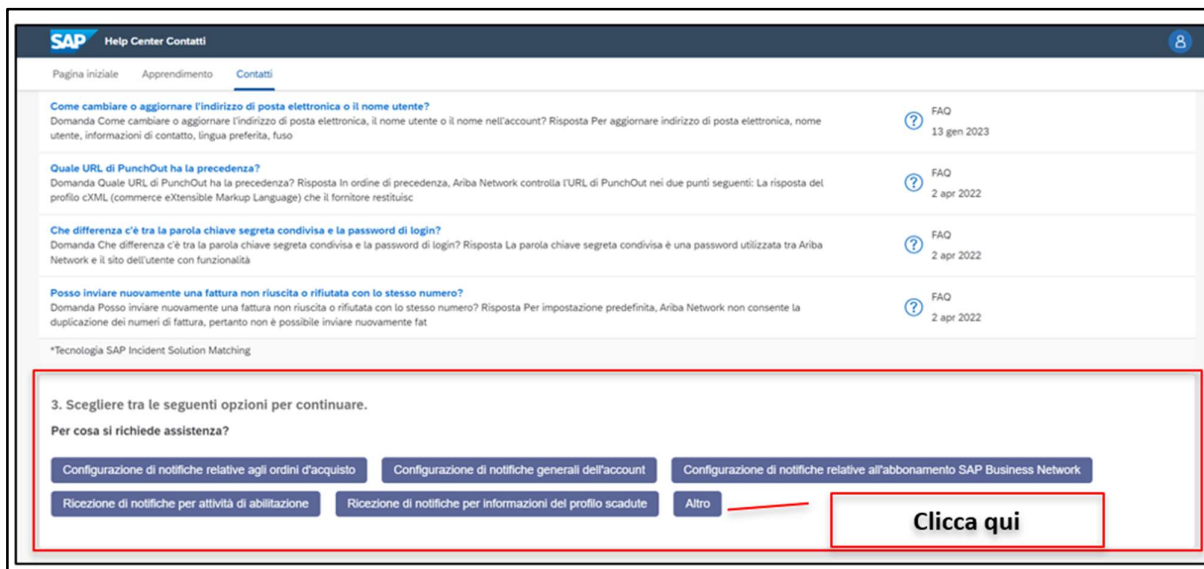 SAP Help Center Contatti
Pagina iniziale Apprendimento Contatti
Come cambiare o aggiornare l'indirizzo di posta elettronica o il nome utente?
Domanda Come cambiare o aggiornare l'indirizzo di posta elettronica, il nome utente o il nome nell'account? Risposta Per aggiornare indirizzo di posta elettronica, nome
utente, informazioni di contatto, lingua preferita, fuso
FAQ
13 gen 2023
Quale URL di PunchOut ha la precedenza?
Domanda Quale URL di PunchOut ha la precedenza? Risposta In ordine di precedenza, Ariba Network controlla l'URL di PunchOut nei due punti seguenti: La risposta del
profilo cXML (commerce eXtensible Markup Language) che il fornitore restituisc
FAQ
2 apr 2022
Che differenza c'è tra la parola chiave segreta condivisa e la password di login?
Domanda Che differenza c'è tra la parola chiave segreta condivisa e la password di login? Risposta La parola chiave segreta condivisa è una password utilizzata tra Ariba
Network e il sito dell'utente con funzionalità
FAQ
2 apr 2022
Posso inviare nuovamente una fattura non riuscita o rifiutata con lo stesso numero?
Domanda Posso inviare nuovamente una fattura non riuscita o rifiutata con lo stesso numero? Risposta Per impostazione predefinita, Ariba Network non consente la
duplicazione dei numeri di fattura, pertanto non è possibile inviare nuovamente fat
FAQ
2 apr 2022
*Tecnologia SAP Incident Solution Matching
3. Scegliere tra le seguenti opzioni per continuare.
Per cosa si richiede assistenza?
Configurazione di notifiche relative agli ordini d'acquisto Configurazione di notifiche generali dell'account Configurazione di notifiche relative all'abbonamento SAP Business Network
Ricezione di notifiche per attività di abilitazione Ricezione di notifiche per informazioni del profilo scadute Altro
Clicca qui